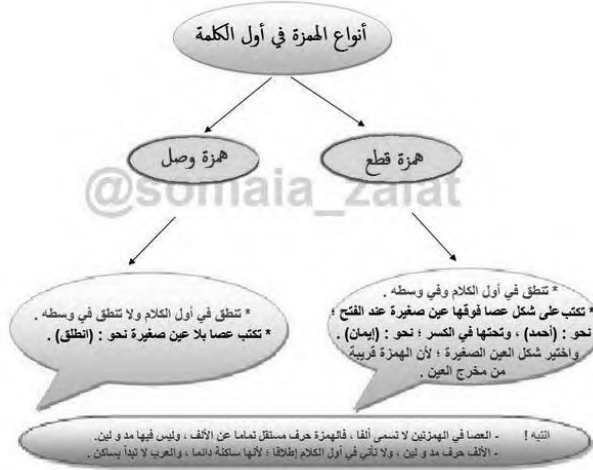 أنواع الهمزة في أول الكلمة
همزة قطع
همزة وصل
@somaia_zalat
* تنطق في أول الكلام وفي وسطه .
* تكتب على شكل عصا فوقها عين صغيرة عند الفتح ؛
نحو : (أحمد) ، وتحتها في الكسر ؛ نحو : (إيمان) .
واختير شكل العين الصغيرة ؛ لأن الهمزة قريبة
من مخرج العين .
* تنطق في أول الكلام ولا تنطق في وسطه .
* تكتب عصا بلا عين صغيرة نحو : (انطلق) .
انتبه ! - العصا في الهمزتين لا تسمى ألفا ، فالهمزة حرف مستقل تماما عن الألف ، وليس فيها مد و لين.
- الألف حرف مد و لين ، ولا تأتي في أول الكلام إطلاقا ؛ لأنها ساكنة دائما ، والعرب لا تبدأ بساكن .